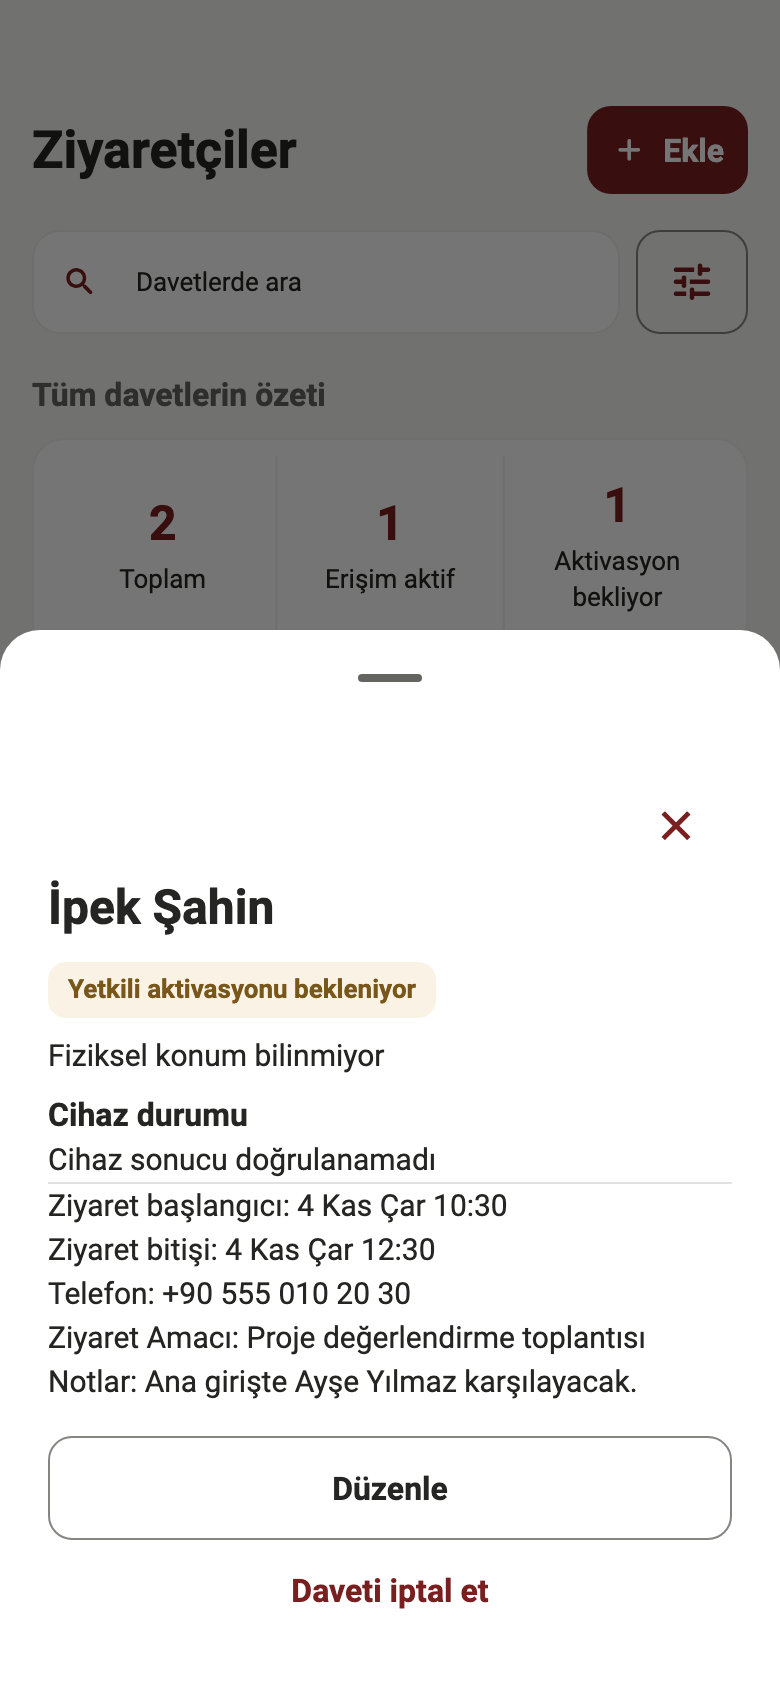 Ziyaretçiler
+ Ekle
Davetlerde ara
Tüm davetlerin özeti
2
Toplam
1
Erişim aktif
1
Aktivasyon
bekliyor
İpek Şahin
Yetkili aktivasyonu bekleniyor
Fiziksel konum bilinmiyor
Cihaz durumu
Cihaz sonucu doğrulanamadı
Ziyaret başlangıcı: 4 Kas Çar 10:30
Ziyaret bitişi: 4 Kas Çar 12:30
Telefon: +90 555 010 20 30
Ziyaret Amacı: Proje değerlendirme toplantısı
Notlar: Ana girişte Ayşe Yılmaz karşılayacak.
Düzenle
Daveti iptal et